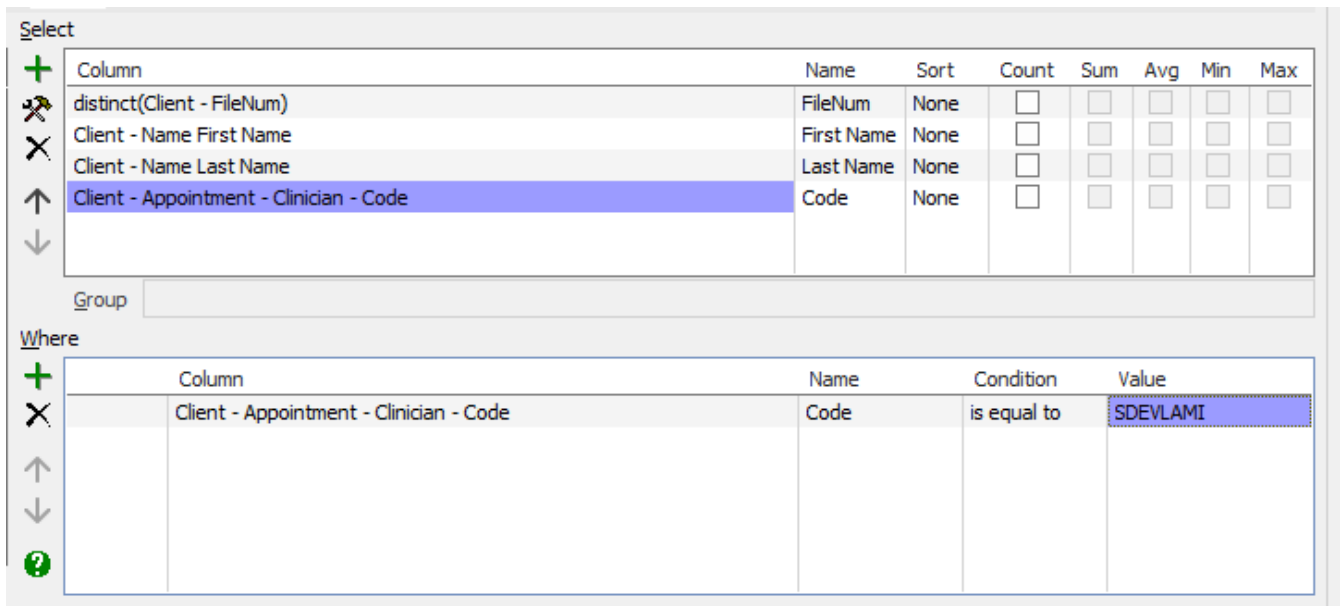 Select
Column Name Sort Count Sum Avg Min Max
distinct(Client - FileNum) FileNum None
Client - Name First Name First Name None
Client - Name Last Name Last Name None
Client - Appointment - Clinician - Code Code None
Group
Where
Column Name Condition Value
Client - Appointment - Clinician - Code Code is equal to SDEVLAMI